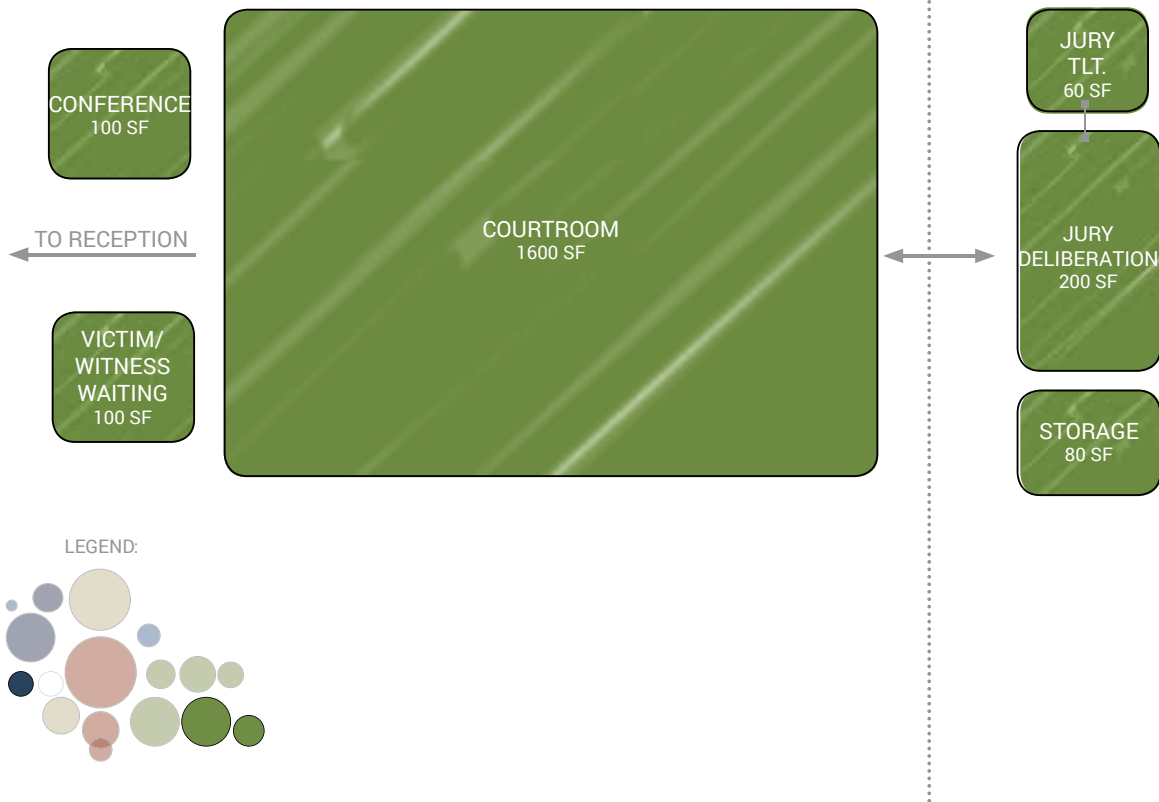 CONFERENCE
100 SF
TO RECEPTION
VICTIM/
WITNESS
WAITING
100 SF
COURTROOM
1600 SF
JURY
TLT.
60 SF
JURY
DELIBERATION
200 SF
STORAGE
80 SF
LEGEND: